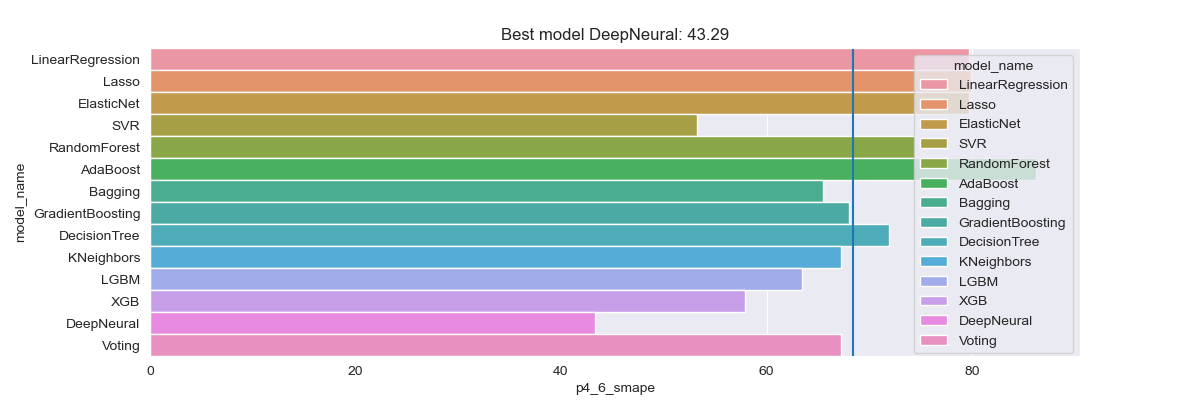 Best model DeepNeural: 43.29
model_name
LinearRegression
Lasso
ElasticNet
SVR
RandomForest
AdaBoost
Bagging
GradientBoosting
DecisionTree
KNeighbors
LGBM
XGB
DeepNeural
Voting
0 20 40 60 80
p4_6_smape
model_name
LinearRegression
Lasso
ElasticNet
SVR
RandomForest
AdaBoost
Bagging
GradientBoosting
DecisionTree
KNeighbors
LGBM
XGB
DeepNeural
Voting